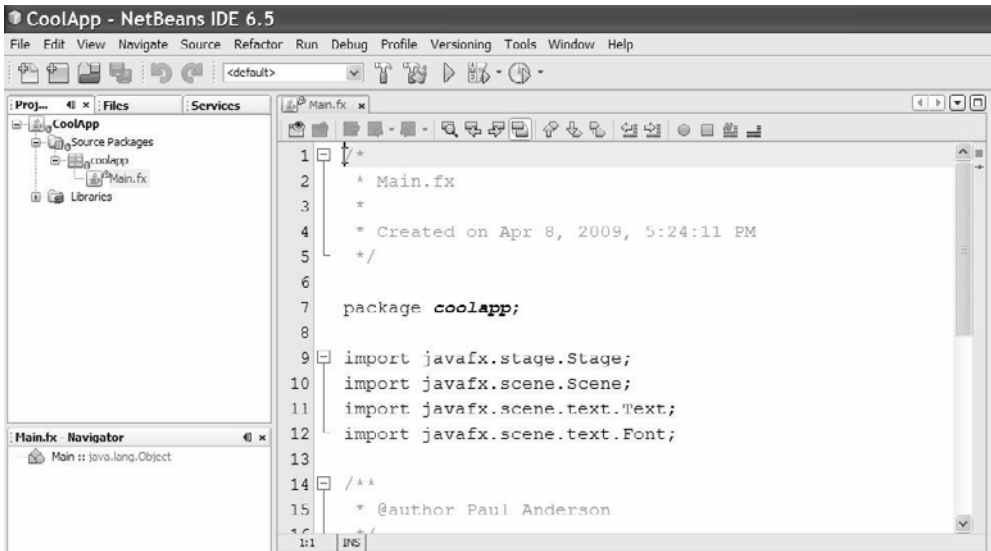 CoolApp - NetBeans IDE 6.5
File Edit View Navigate Source Refactor Run Debug Profile Versioning Tools Window Help
<default>
Proj... Files Services
Main.fx
CoolApp
Source Packages
coolapp
Main.fx
Libraries
1 /*
2 * Main.fx
3 *
4 * Created on Apr 8, 2009, 5:24:11 PM
5 */
6
7 package coolapp;
8
9 import javafx.stage.Stage;
10 import javafx.scene.Scene;
11 import javafx.scene.text.Text;
12 import javafx.scene.text.Font;
13
14 /**
15 * @author Paul Anderson
16 */
Main.fx - Navigator
Main :: java.lang.Object
1:1 INS